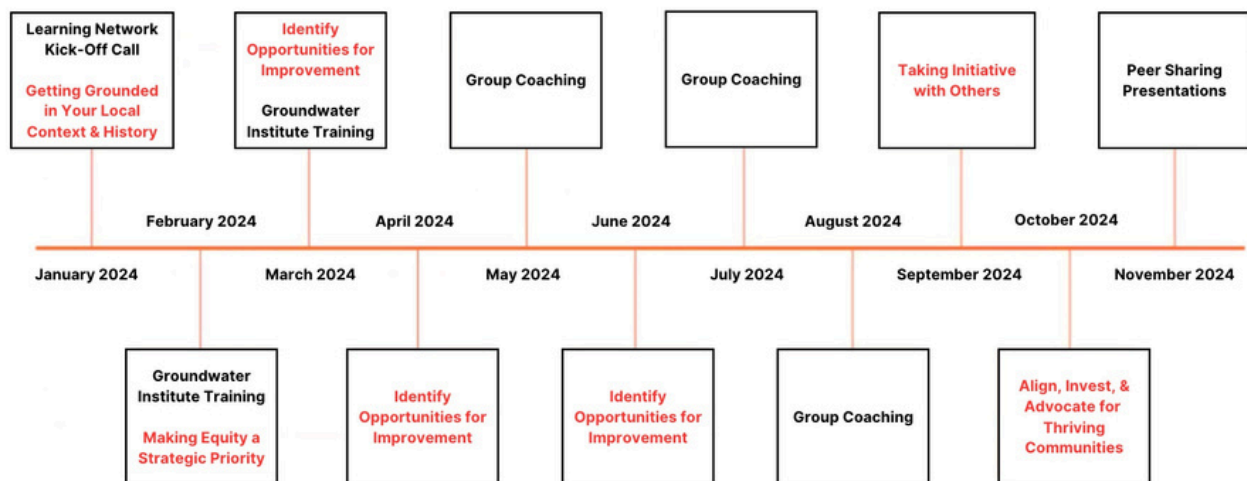 Learning Network
Kick-Off Call
Getting Grounded
in Your Local
Context & History
Identify
Opportunities for
Improvement
Groundwater
Institute Training
Group Coaching
Group Coaching
Taking Initiative
with Others
Peer Sharing
Presentations
February 2024
April 2024
June 2024
August 2024
October 2024
January 2024
March 2024
May 2024
July 2024
September 2024
November 2024
Groundwater
Institute Training
Making Equity a
Strategic Priority
Identify
Opportunities for
Improvement
Identify
Opportunities for
Improvement
Group Coaching
Align, Invest, &
Advocate for
Thriving
Communities